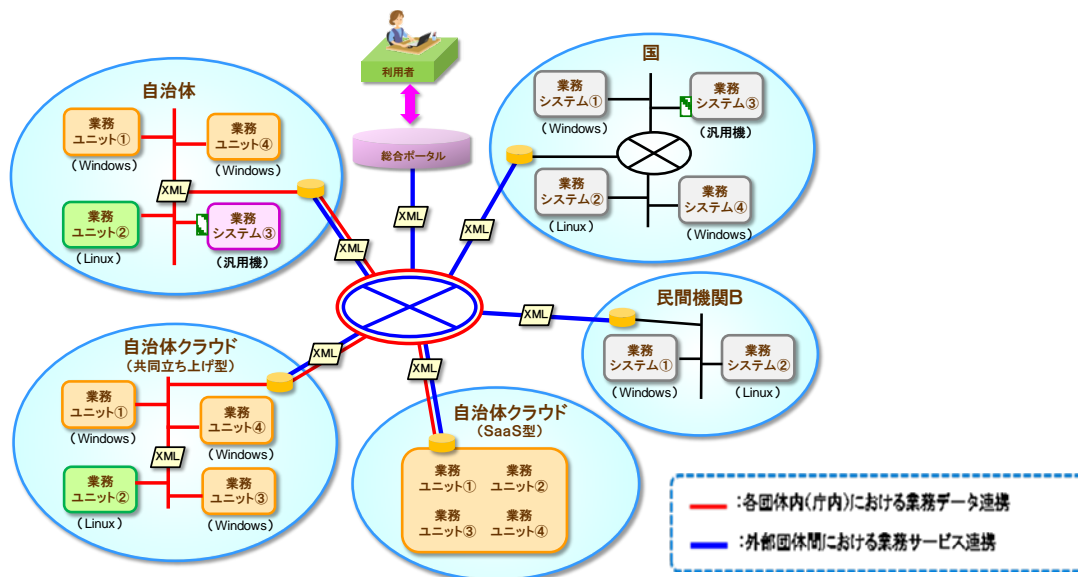 利用者
総合ポータル
XML
自治体
業務
ユニット①
(Windows)
業務
ユニット④
(Windows)
XML
業務
ユニット②
(Linux)
業務
システム③
(汎用機)
XML
国
業務
システム①
(Windows)
業務
システム③
(汎用機)
業務
システム②
(Linux)
業務
システム④
(Windows)
XML
民間機関B
業務
システム①
(Windows)
業務
システム②
(Linux)
XML
自治体クラウド
(共同立ち上げ型)
業務
ユニット①
(Windows)
業務
ユニット④
(Windows)
XML
業務
ユニット②
(Linux)
業務
ユニット③
(Windows)
XML
自治体クラウド
(SaaS型)
業務
ユニット①
業務
ユニット②
業務
ユニット③
業務
ユニット④
XML
:各団体内(庁内)における業務データ連携
:外部団体間における業務サービス連携